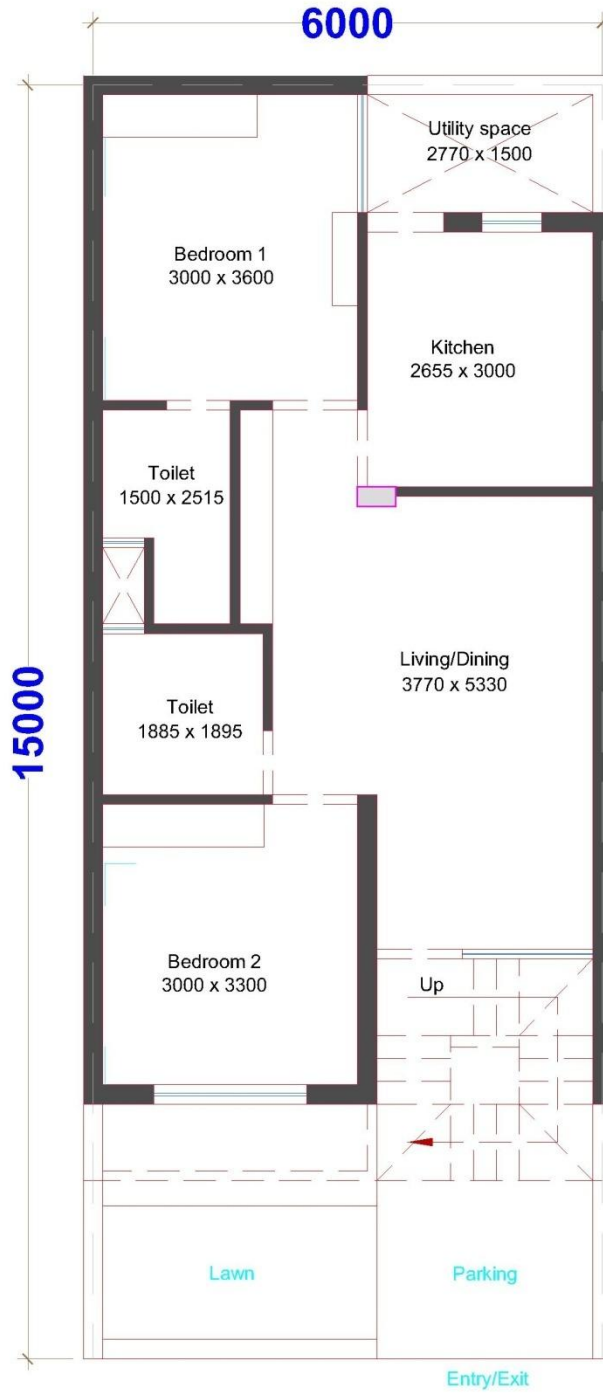 6000
Utility space
2770 x 1500
Bedroom 1
3000 x 3600
Kitchen
2655 x 3000
Toilet
1500 x 2515
Living/Dining
3770 x 5330
15000
Toilet
1885 x 1895
Bedroom 2
3000 x 3300
Up
Lawn
Parking
Entry/Exit